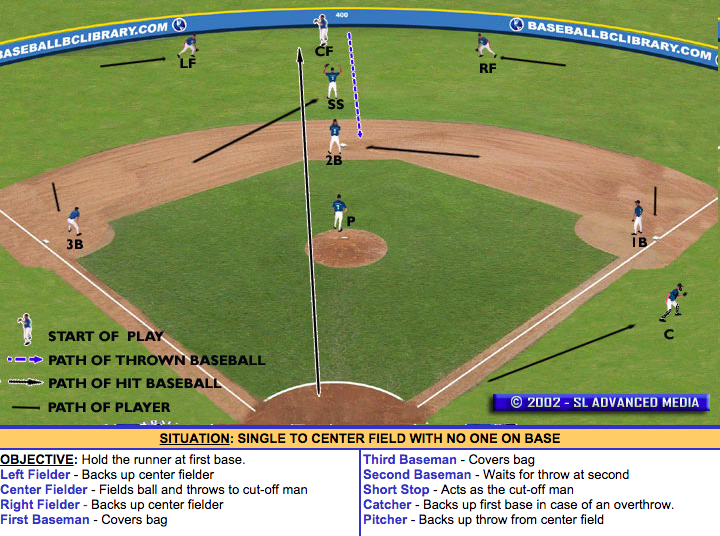 400
BASEBALLBCLIBRARY.COM
BASEBALLBCLIBRARY.COM
CF
LF
RF
SS
2B
P
3B
1B
C
START OF PLAY
PATH OF THROWN BASEBALL
PATH OF HIT BASEBALL
PATH OF PLAYER
© 2002 - SL ADVANCED MEDIA
SITUATION: SINGLE TO CENTER FIELD WITH NO ONE ON BASE
OBJECTIVE: Hold the runner at first base.
Left Fielder - Backs up center fielder
Center Fielder - Fields ball and throws to cut-off man
Right Fielder - Backs up center fielder
First Baseman - Covers bag
Third Baseman - Covers bag
Second Baseman - Waits for throw at second
Short Stop - Acts as the cut-off man
Catcher - Backs up first base in case of an overthrow.
Pitcher - Backs up throw from center field